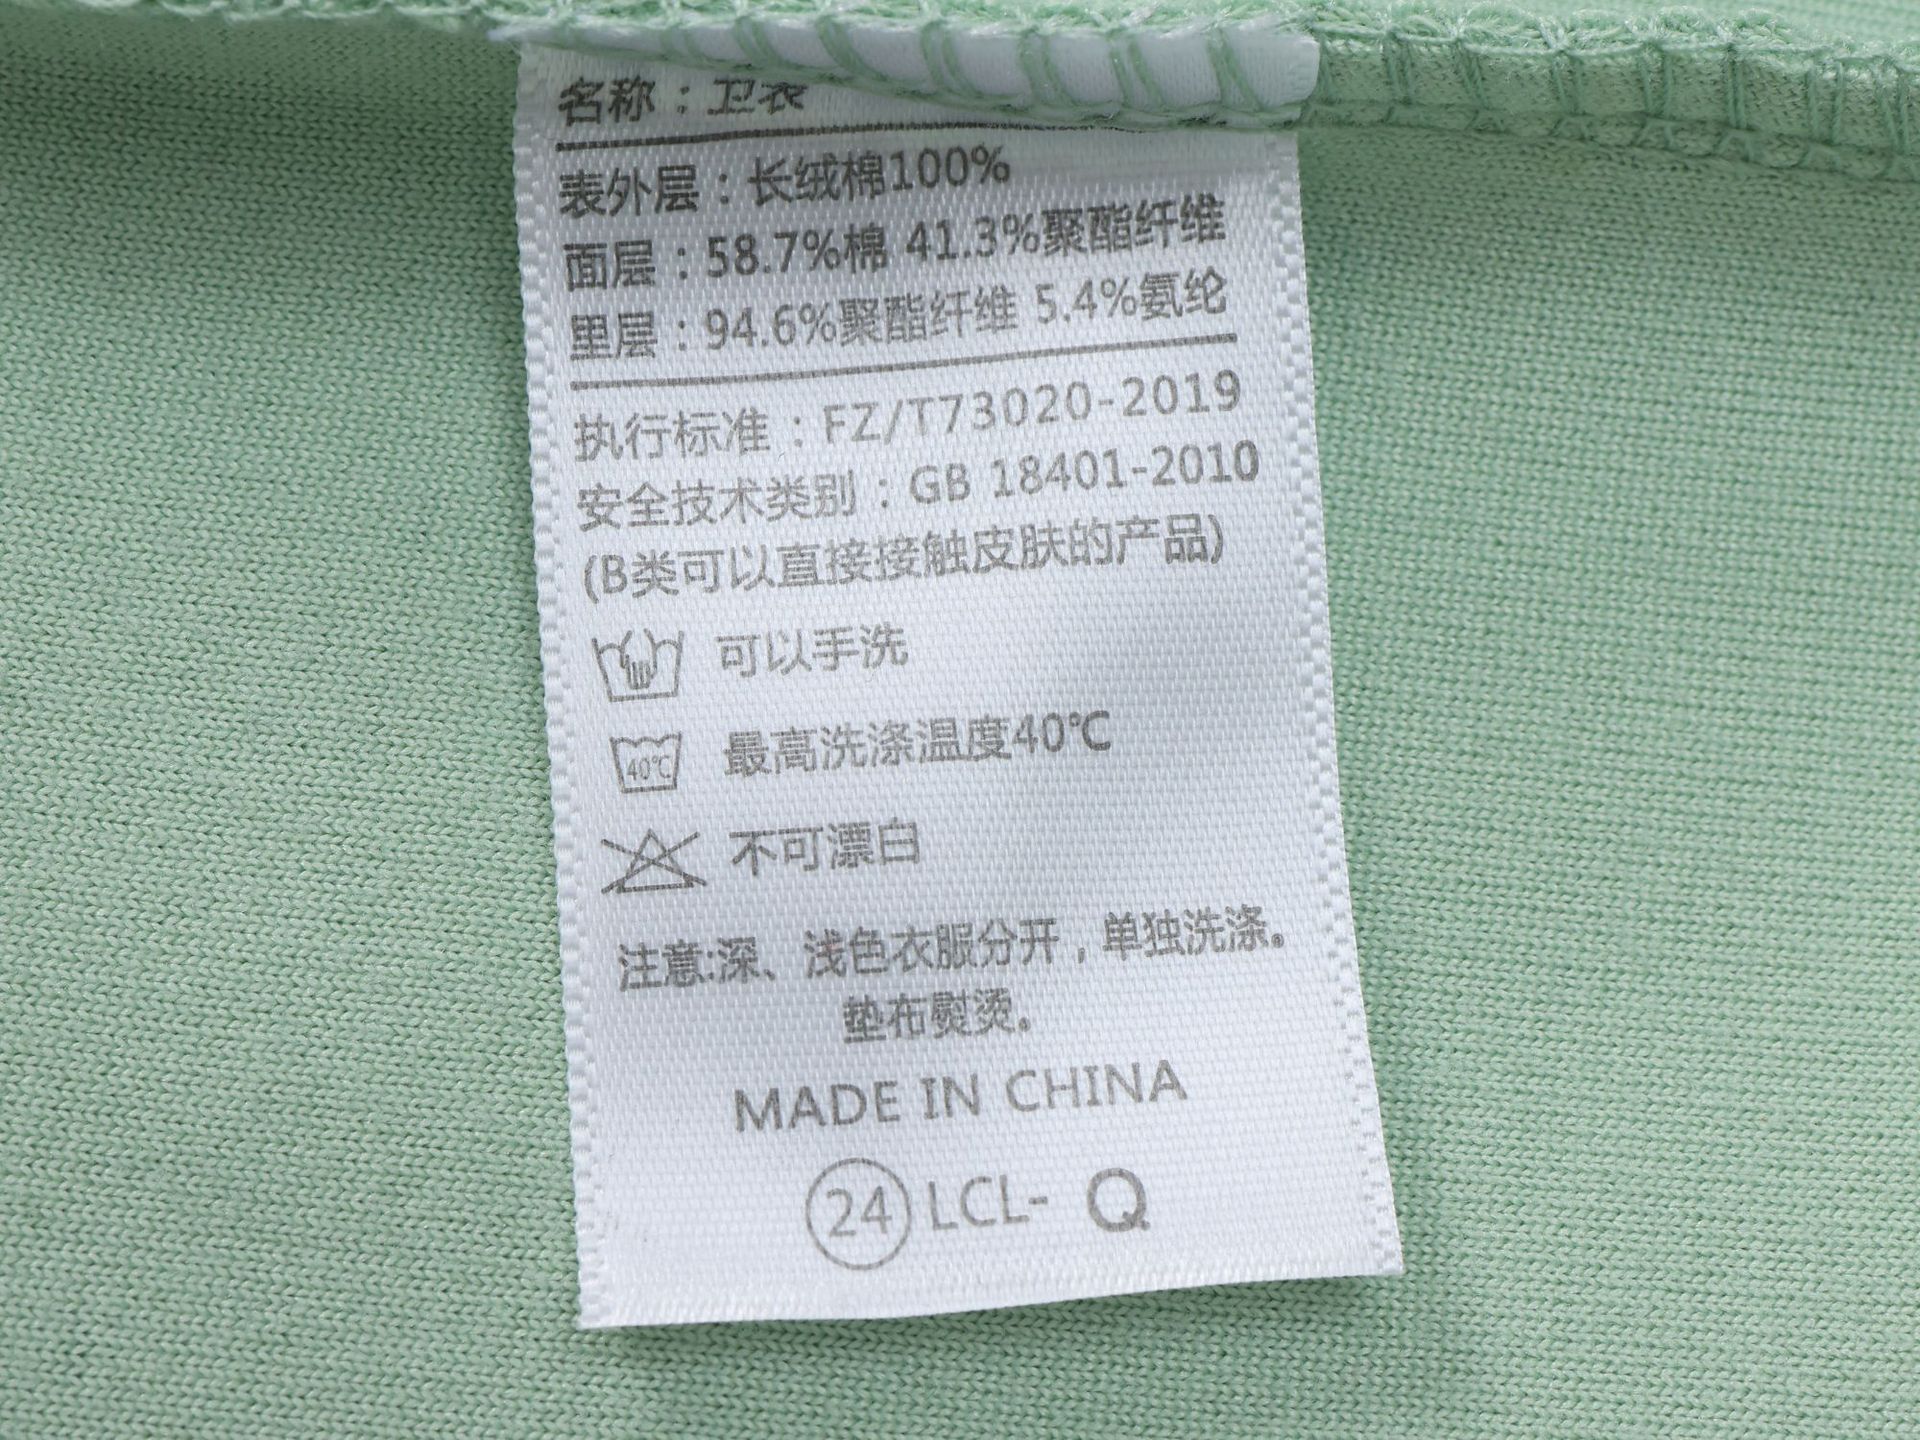 名称：卫衣
表外层：长绒棉100%
面层：58.7%棉 41.3%聚酯纤维
里层：94.6%聚酯纤维 5.4%氨纶
执行标准：FZ/T73020-2019
安全技术类别：GB 18401-2010
(B类可以直接接触皮肤的产品)
可以手洗
40℃ 最高洗涤温度40℃
不可漂白
注意:深、浅色衣服分开，单独洗涤。
垫布熨烫。
MADE IN CHINA
24 LCL- Q